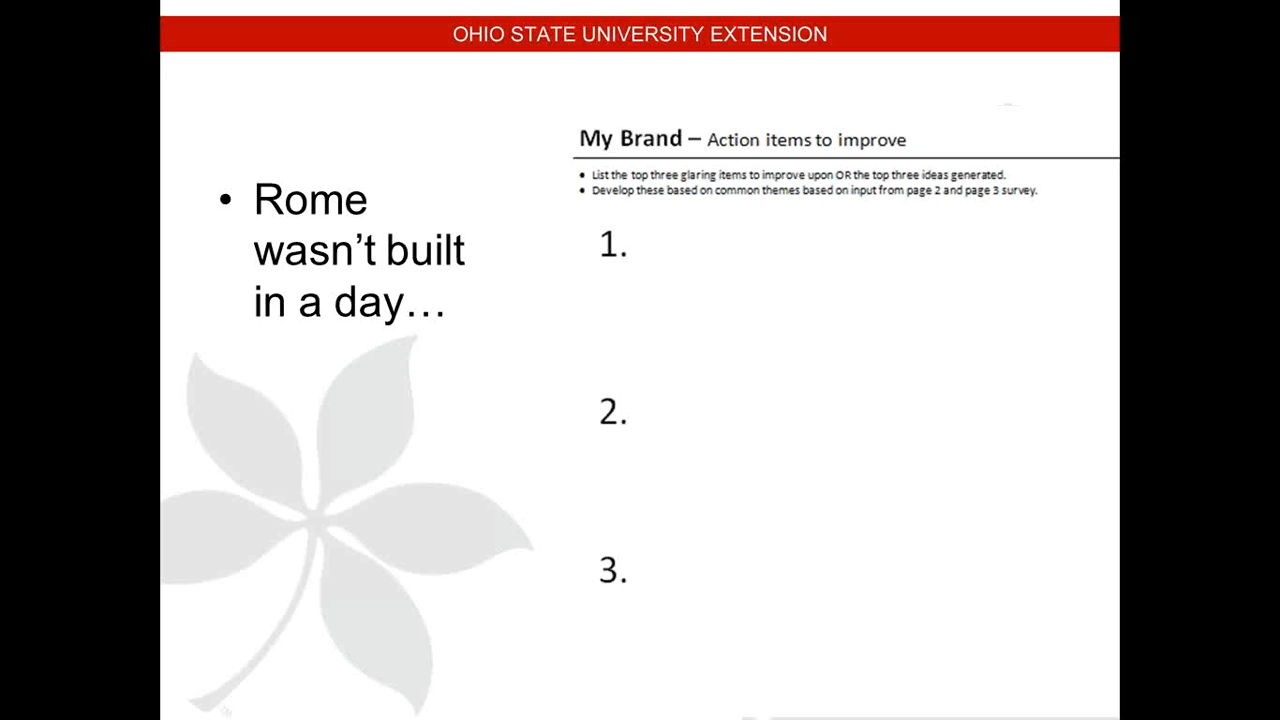 OHIO STATE UNIVERSITY EXTENSION
• Rome
wasn’t built
in a day…
My Brand – Action items to improve
• List the top three glaring items to improve upon OR the top three ideas generated.
• Develop these based on common themes based on input from page 2 and page 3 survey.
1.
2.
3.
TM